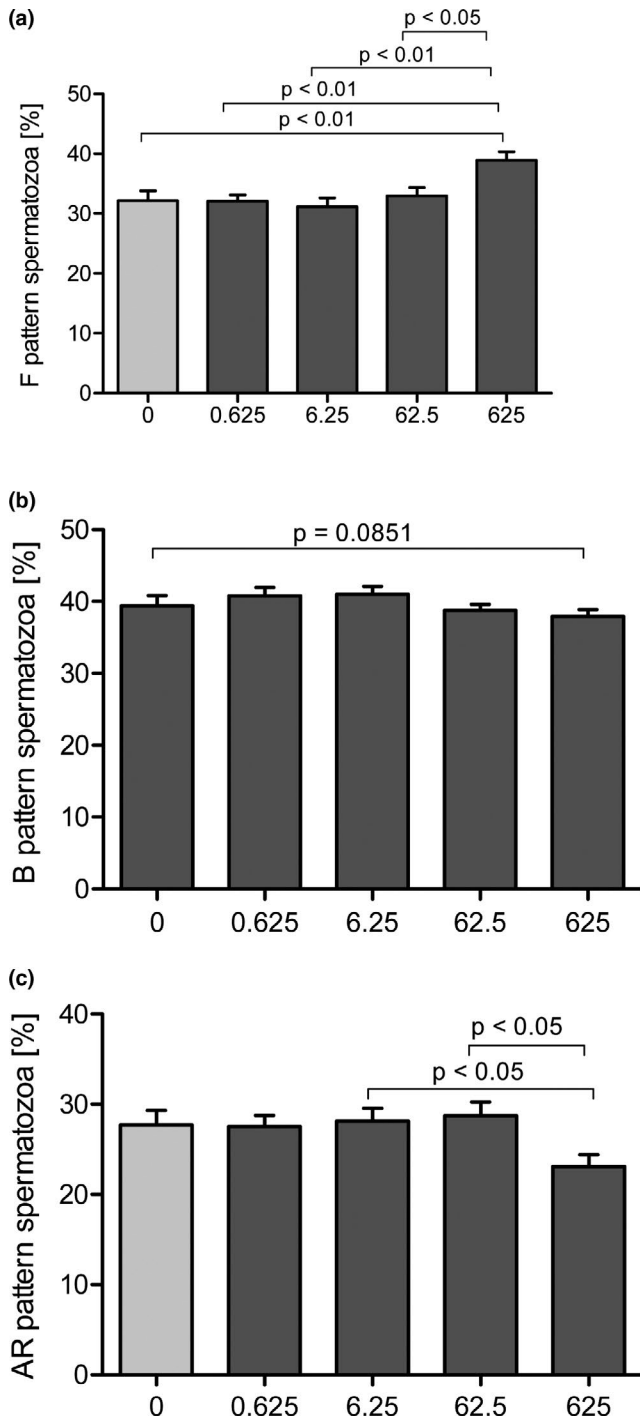 (a)
p < 0.05
p < 0.01
p < 0.01
p < 0.01
F pattern spermatozoa [%]
50
40
30
20
10
0
0 0.625 6.25 62.5 625
(b)
p = 0.0851
B pattern spermatozoa [%]
50
40
30
20
10
0
0 0.625 6.25 62.5 625
(c)
p < 0.05
p < 0.05
AR pattern spermatozoa [%]
40
30
20
10
0
0 0.625 6.25 62.5 625